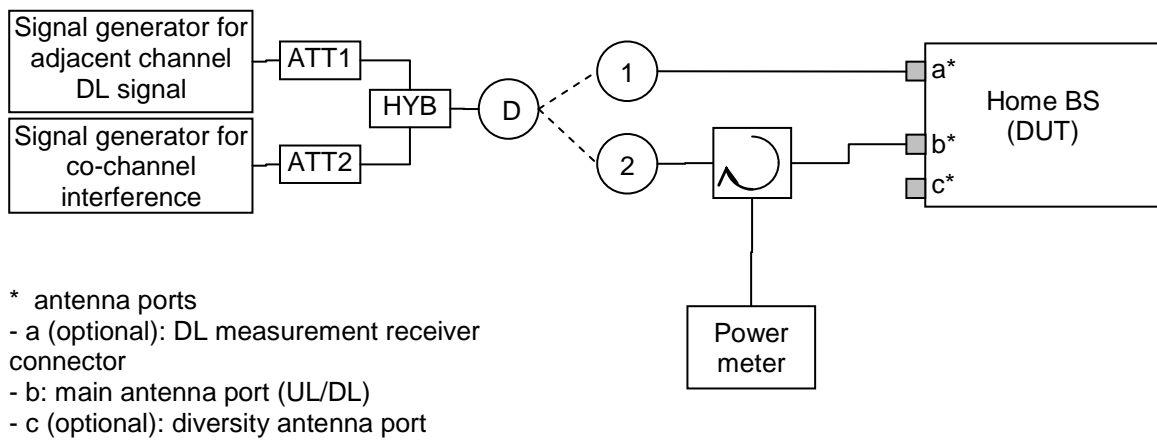 Signal generator for
adjacent channel
DL signal
ATT1
HYB
Signal generator for
co-channel
interference
ATT2
D
1
2
a*
b*
c*
Home BS
(DUT)
Power
meter
* antenna ports
- a (optional): DL measurement receiver
connector
- b: main antenna port (UL/DL)
- c (optional): diversity antenna port